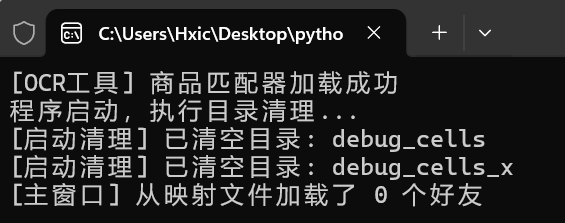 C:\Users\Hxic\Desktop\pytho
[OCR工具] 商品匹配器加载成功
程序启动，执行目录清理...
[启动清理] 已清空目录: debug_cells
[启动清理] 已清空目录: debug_cells_x
[主窗口] 从映射文件加载了 0 个好友